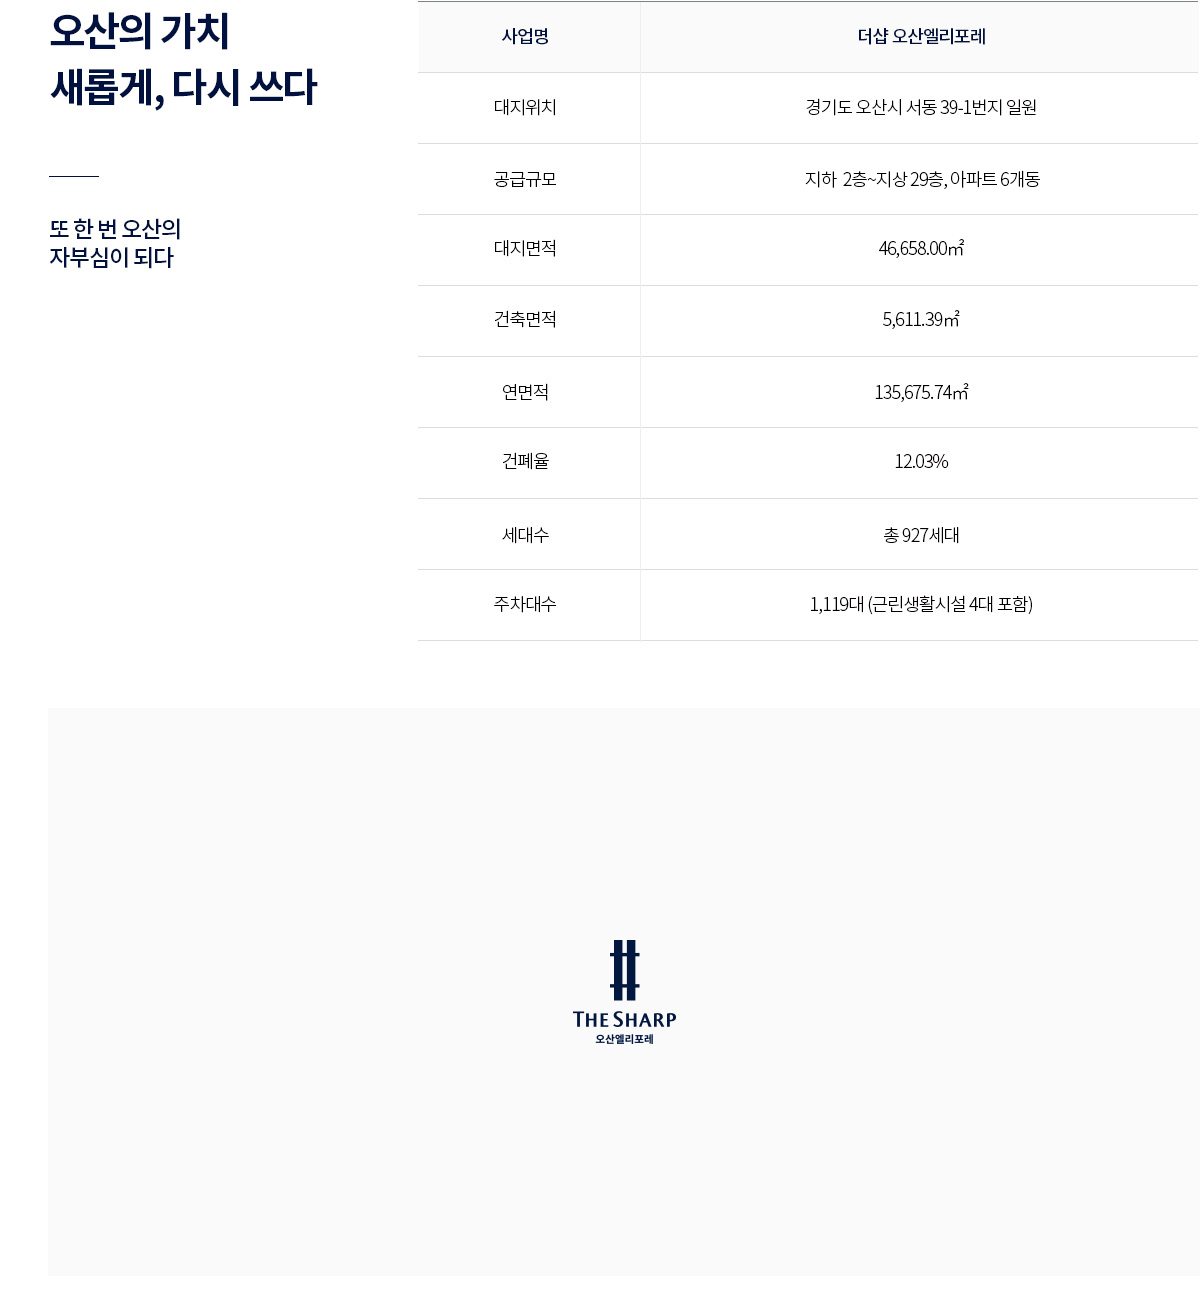 오산의 가치
새롭게, 다시 쓰다
또 한 번 오산의
자부심이 되다
사업명 더샵 오산엘리포레
대지위치 경기도 오산시 서동 39-1번지 일원
공급규모 지하 2층~지상 29층, 아파트 6개동
대지면적 46,658.00㎡
건축면적 5,611.39㎡
연면적 135,675.74㎡
건폐율 12.03%
세대수 총 927세대
주차대수 1,119대 (근린생활시설 4대 포함)
THE SHARP
오산엘리포레